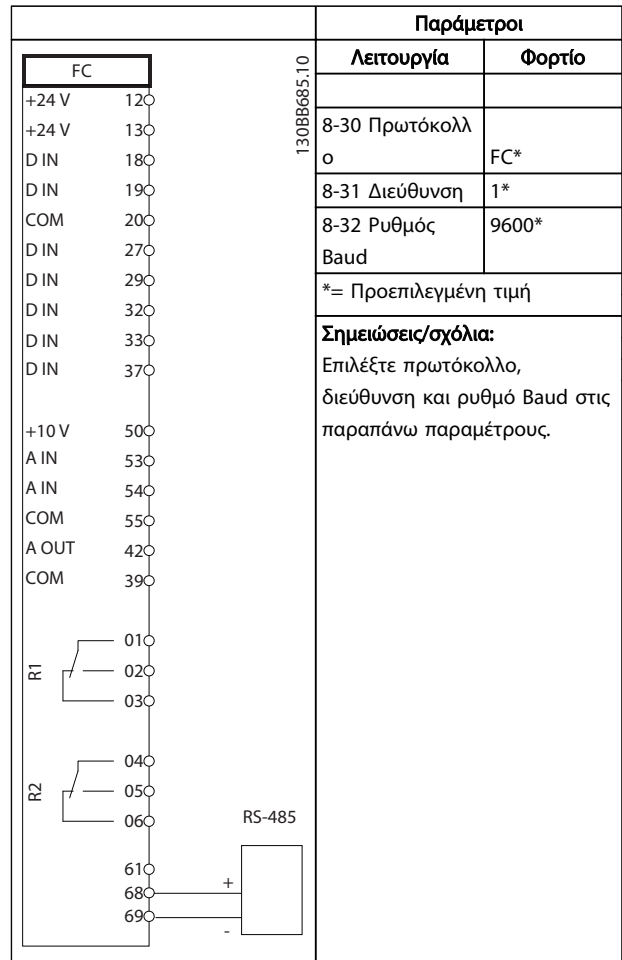 FC
130BB685.10
+24 V 12
+24 V 13
D IN 18
D IN 19
COM 20
D IN 27
D IN 29
D IN 32
D IN 33
D IN 37
+10 V 50
A IN 53
A IN 54
COM 55
A OUT 42
COM 39
R1
01
02
03
R2
04
05
06
RS-485
61
68 +
69 -
Παράμετροι
Λειτουργία Φορτίο
8-30 Πρωτόκολλ
ο FC*
8-31 Διεύθυνση 1*
8-32 Ρυθμός 9600*
Baud
*= Προεπιλεγμένη τιμή
Σημειώσεις/σχόλια:
Επιλέξτε πρωτόκολλο,
διεύθυνση και ρυθμό Baud στις
παραπάνω παραμέτρους.